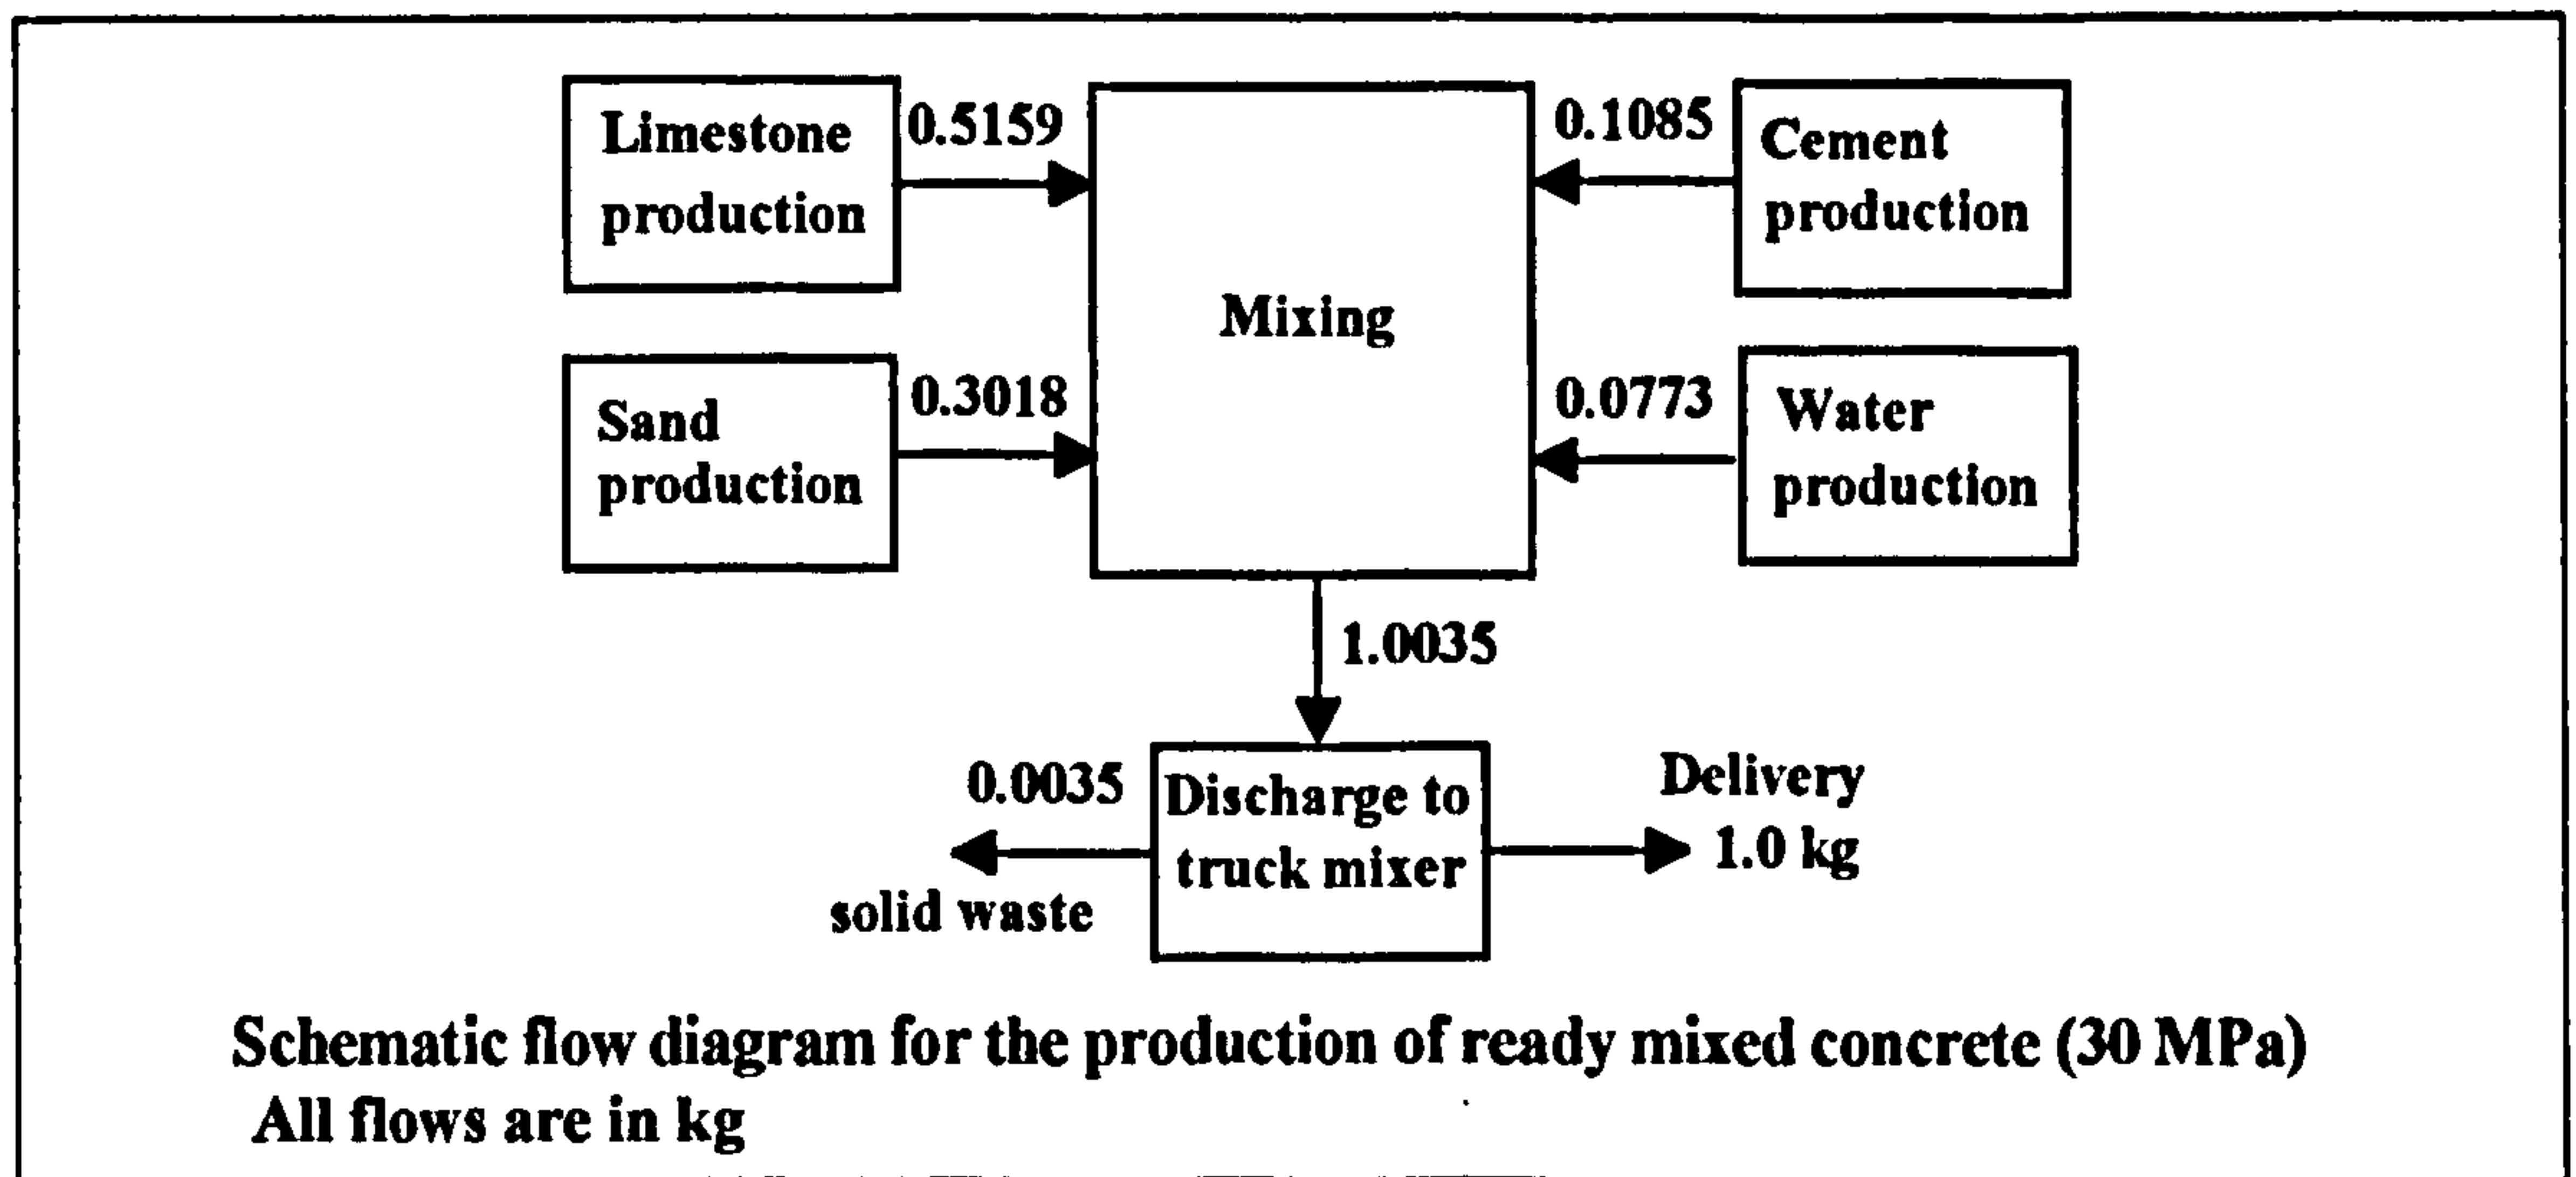 Limestone
production
0.5159
Mixing
0.1085
Cement
production
Sand
production
0.3018
0.0773
Water
production
1.0035
0.0035
solid waste
Discharge to
truck mixer
Delivery
1.0 kg
Schematic flow diagram for the production of ready mixed concrete (30 MPa)
All flows are in kg